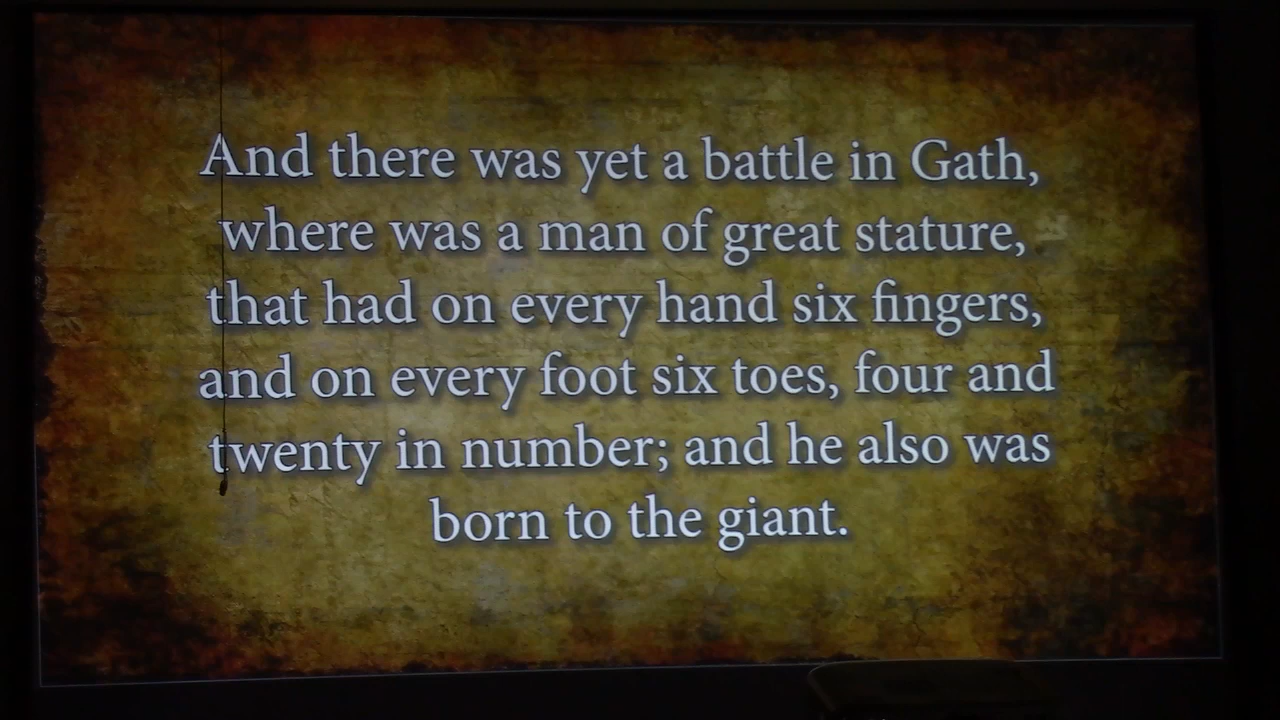 And there was yet a battle in Gath,
where was a man of great stature,
that had on every hand six fingers,
and on every foot six toes, four and
twenty in number; and he also was
born to the giant.